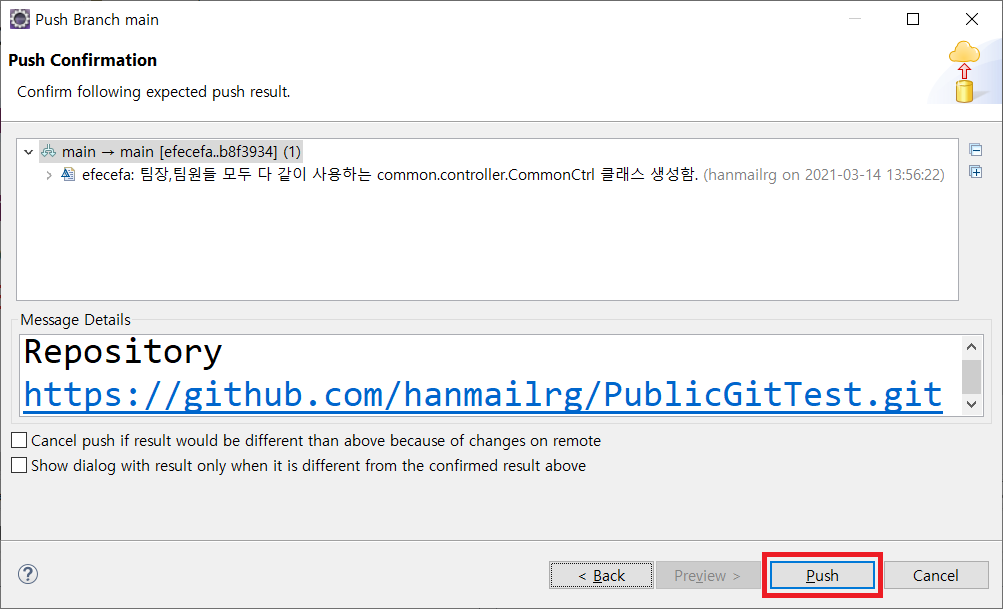 Push Branch main
Push Confirmation
Confirm following expected push result.
main → main [efecefa..b8f3934] (1)
efecefa: 팀장,팀원들 모두 다 같이 사용하는 common.controller.CommonCtrl 클래스 생성함. (hanmailrg on 2021-03-14 13:56:22)
Message Details
Repository
https://github.com/hanmailrg/PublicGitTest.git
Cancel push if result would be different than above because of changes on remote
Show dialog with result only when it is different from the confirmed result above
< Back Preview > Push Cancel